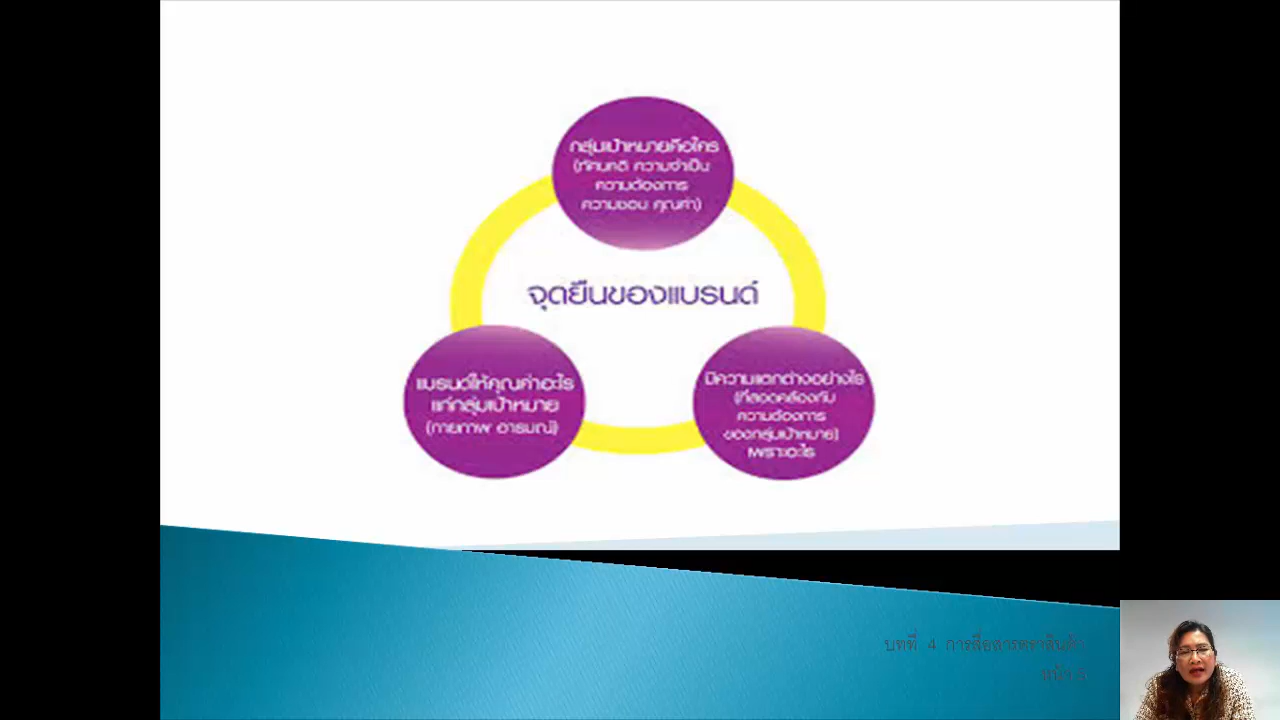 กลุ่มเป้าหมายคือใคร
(ทัศนคติ ความจำเป็น
ความต้องการ
ความชอบ คุณค่า)
จุดยืนของแบรนด์
แบรนด์ให้คุณค่าอะไร
แก่กลุ่มเป้าหมาย
(กายภาพ อารมณ์)
มีความแตกต่างอย่างไร
(ที่สอดคล้องกับ
ความต้องการ
ของกลุ่มเป้าหมาย)
เพราะอะไร
บทที่ 4 การสื่อสารตราสินค้า
หน้า